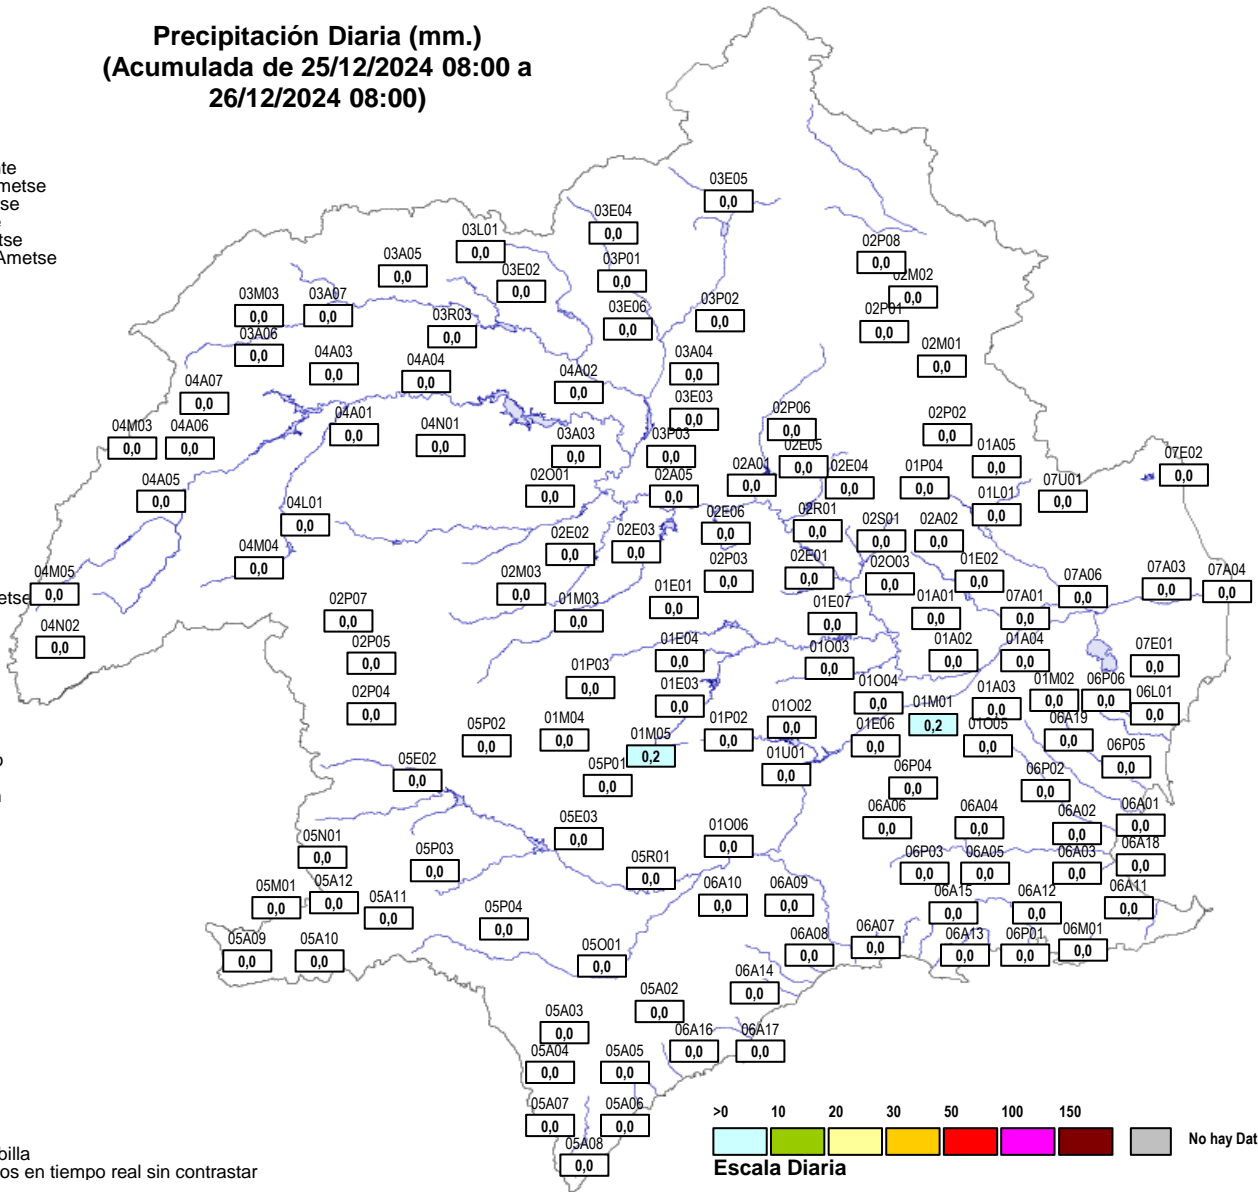 Precipitación Diaria (mm.)
(Acumulada de 25/12/2024 08:00 a
26/12/2024 08:00)
03E05
0,0
03E04
0,0
03L01
0,0
03A05
0,0
03E02
0,0
03P01
0,0
02P08
0,0
02M02
0,0
03M03
0,0
03A07
0,0
03R03
0,0
03E06
0,0
03P02
0,0
02P01
0,0
03A06
0,0
04A03
0,0
04A04
0,0
04A02
0,0
03A04
0,0
02M01
0,0
04A07
0,0
03E03
0,0
04M03
0,0
04A06
0,0
04A01
0,0
04N01
0,0
03A03
0,0
03P03
0,0
02P06
0,0
02E05
0,0
02P02
0,0
01A05
0,0
07E02
0,0
04A05
0,0
02O01
0,0
02A05
0,0
02A01
0,0
02E04
0,0
01P04
0,0
01L01
0,0
07U01
0,0
04L01
0,0
02E06
0,0
02R01
0,0
02S01
0,0
02A02
0,0
04M04
0,0
02E02
0,0
02E03
0,0
02P03
0,0
02E01
0,0
02O03
0,0
01E02
0,0
07A06
0,0
07A03
0,0
07A04
0,0
04M05
0,0
02M03
0,0
01M03
0,0
01E01
0,0
01E07
0,0
01A01
0,0
07A01
0,0
04N02
0,0
02P07
0,0
02P05
0,0
01E04
0,0
01O03
0,0
01A02
0,0
01A04
0,0
07E01
0,0
02P04
0,0
01P03
0,0
01E03
0,0
01O04
0,0
01M01
0,2
01A03
0,0
01M02
0,0
06P06
0,0
06L01
0,0
05P02
0,0
01M04
0,0
01M05
0,2
01P02
0,0
01O02
0,0
01E06
0,0
01O05
0,0
06A19
0,0
06P05
0,0
05E02
0,0
05P01
0,0
01U01
0,0
06P04
0,0
06P02
0,0
05E03
0,0
01O06
0,0
06A06
0,0
06A04
0,0
06A02
0,0
06A01
0,0
05N01
0,0
05P03
0,0
05R01
0,0
06P03
0,0
06A05
0,0
06A03
0,0
06A18
0,0
05M01
0,0
05A12
0,0
05A11
0,0
05P04
0,0
06A10
0,0
06A09
0,0
06A15
0,0
06A12
0,0
06A11
0,0
05A09
0,0
05A10
0,0
05O01
0,0
06A08
0,0
06A07
0,0
06A13
0,0
06P01
0,0
06M01
0,0
05A02
0,0
06A14
0,0
05A03
0,0
06A16
0,0
06A17
0,0
05A04
0,0
05A05
0,0
05A07
0,0
05A06
0,0
05A08
0,0
>0 10 20 30 50 100 150
No hay Dat
Escala Diaria
billa
os en tiempo real sin contrastar
te
metse
se
tse
Ametse
etse